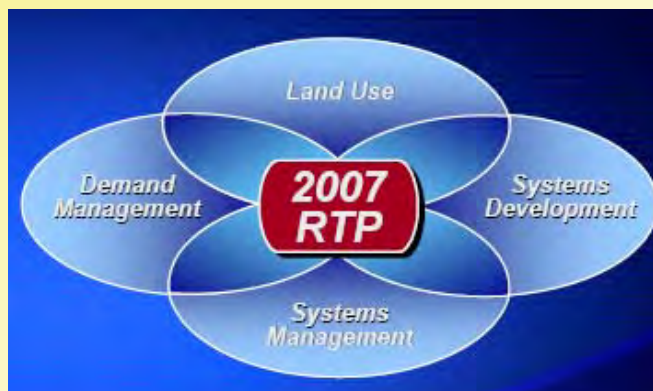 Land Use
Demand
Management
2007
RTP
Systems
Development
Systems
Management